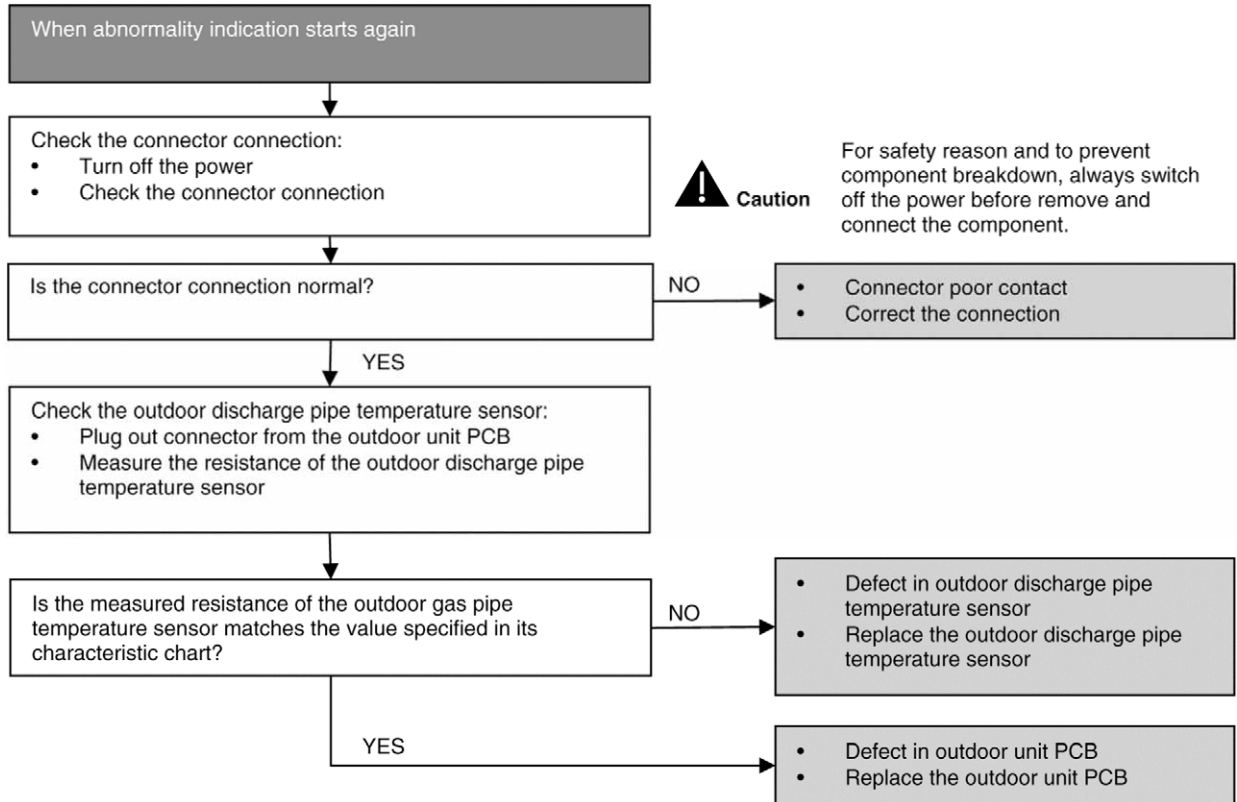 When abnormality indication starts again
Check the connector connection:
• Turn off the power
• Check the connector connection
Caution
For safety reason and to prevent
component breakdown, always switch
off the power before remove and
connect the component.
Is the connector connection normal?
NO
• Connector poor contact
• Correct the connection
YES
Check the outdoor discharge pipe temperature sensor:
• Plug out connector from the outdoor unit PCB
• Measure the resistance of the outdoor discharge pipe
temperature sensor
Is the measured resistance of the outdoor gas pipe
temperature sensor matches the value specified in its
characteristic chart?
NO
• Defect in outdoor discharge pipe
temperature sensor
• Replace the outdoor discharge pipe
temperature sensor
YES
• Defect in outdoor unit PCB
• Replace the outdoor unit PCB